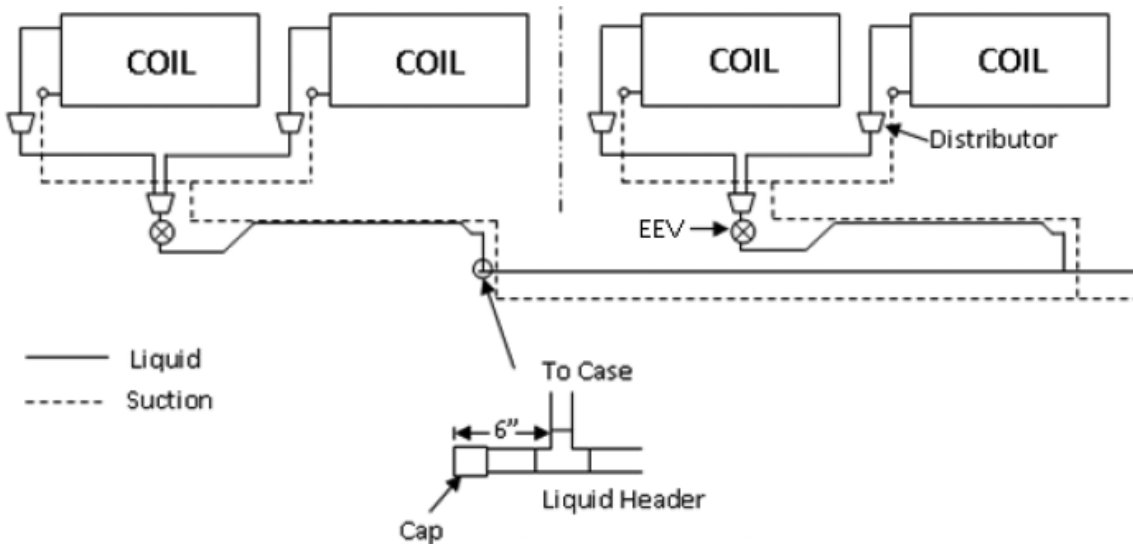 COIL
COIL
COIL
COIL
Distributor
EEV
Liquid
Suction
To Case
6”
Liquid Header
Cap